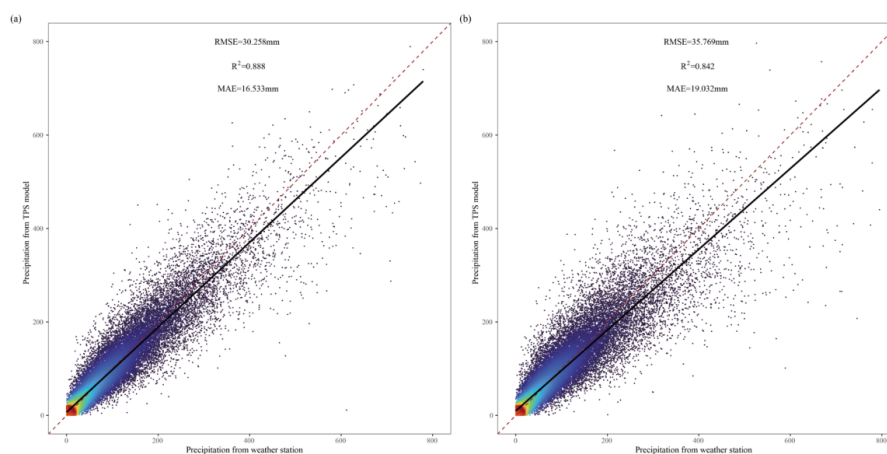 (a)
RMSE=30.258mm
R²=0.888
MAE=16.533mm
Precipitation from TPS model
800
600
400
200
0
0 200 400 600 800
Precipitation from weather station
(b)
RMSE=35.769mm
R²=0.842
MAE=19.032mm
Precipitation from TPS model
800
600
400
200
0
0 200 400 600 800
Precipitation from weather station